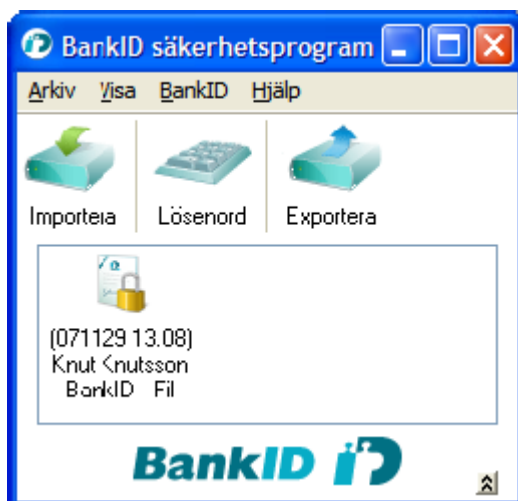 BankID säkerhetsprogram
Arkiv Visa BankID Hjälp
Importera Lösenord Exportera
(071129 13.08)
Knut Knutsson
BankID Fil
BankID